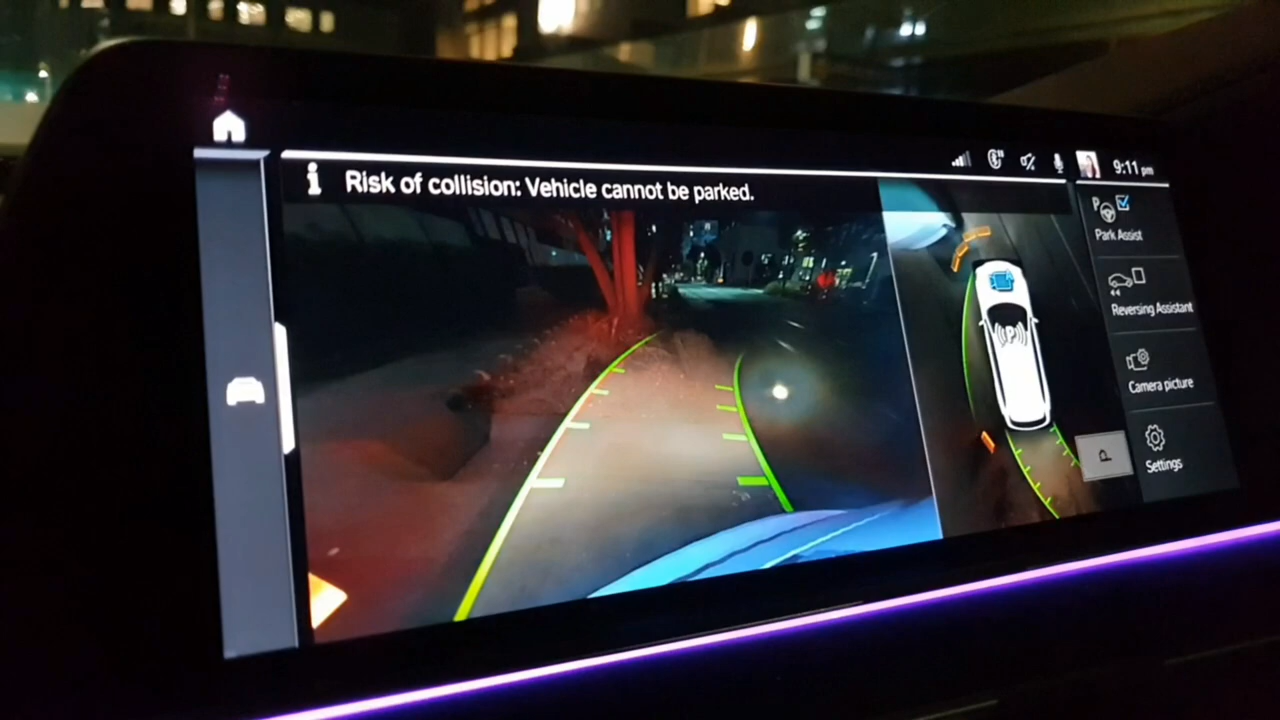 Risk of collision: Vehicle cannot be parked.
9:11 pm
P
Park Assist
Reversing Assistant
Camera picture
Settings
(P)